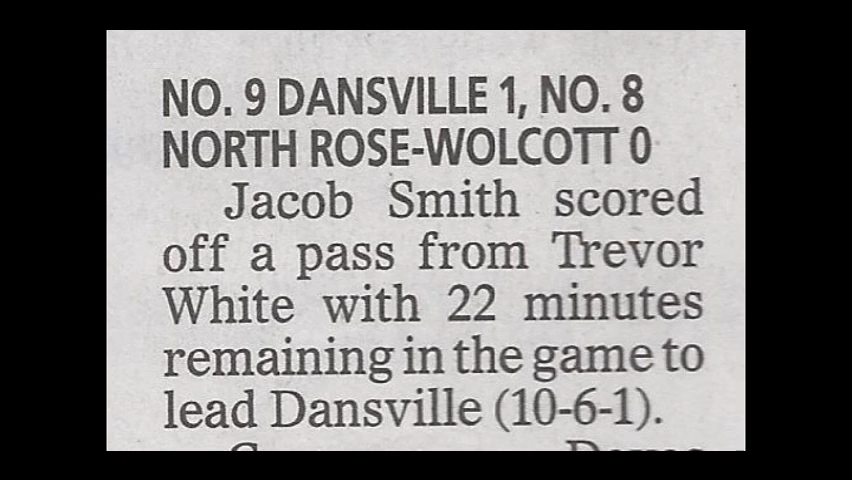 NO. 9 DANSVILLE 1, NO. 8
NORTH ROSE-WOLCOTT 0
Jacob Smith scored
off a pass from Trevor
White with 22 minutes
remaining in the game to
lead Dansville (10-6-1).